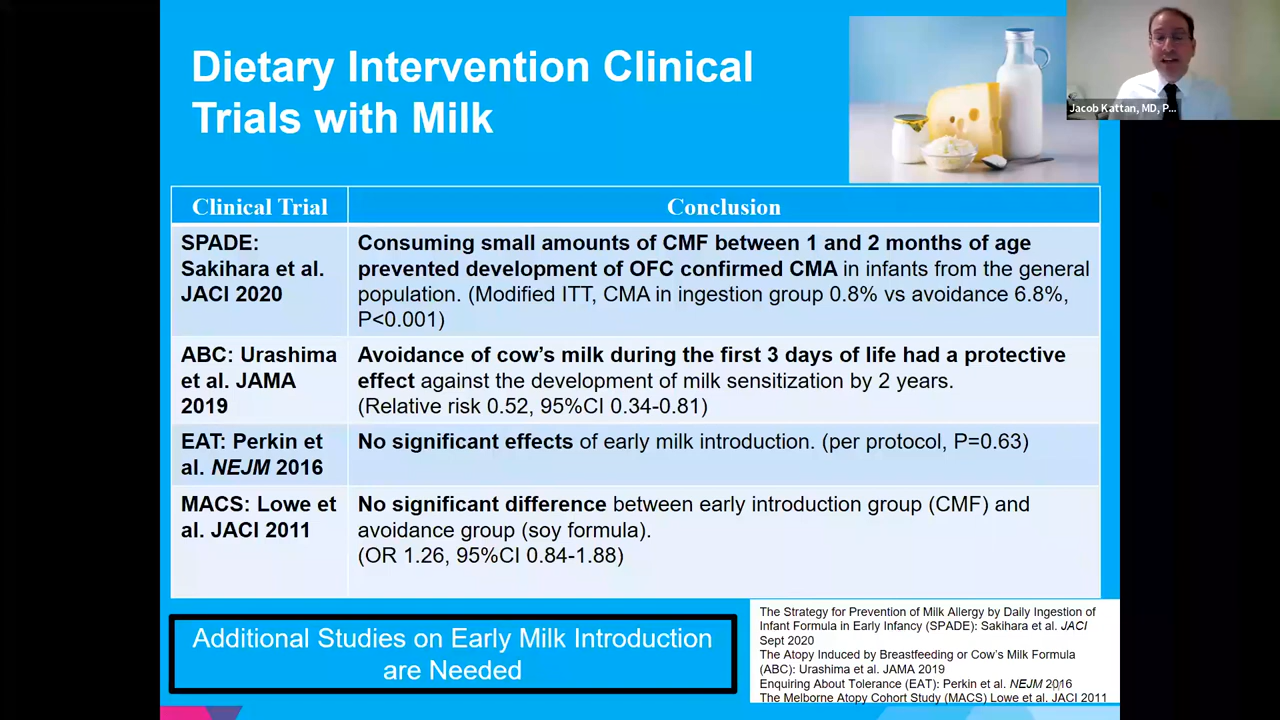 Dietary Intervention Clinical
Trials with Milk
Jacob Kattan, MD, P...
Clinical Trial
Conclusion
SPADE:
Sakihara et al.
JACI 2020
Consuming small amounts of CMF between 1 and 2 months of age
prevented development of OFC confirmed CMA in infants from the general
population. (Modified ITT, CMA in ingestion group 0.8% vs avoidance 6.8%,
P<0.001)
ABC: Urashima
et al. JAMA
2019
Avoidance of cow's milk during the first 3 days of life had a protective
effect against the development of milk sensitization by 2 years.
(Relative risk 0.52, 95%CI 0.34-0.81)
EAT: Perkin et
al. NEJM 2016
No significant effects of early milk introduction. (per protocol, P=0.63)
MACS: Lowe et
al. JACI 2011
No significant difference between early introduction group (CMF) and
avoidance group (soy formula).
(OR 1.26, 95%CI 0.84-1.88)
Additional Studies on Early Milk Introduction
are Needed
The Strategy for Prevention of Milk Allergy by Daily Ingestion of
Infant Formula in Early Infancy (SPADE): Sakihara et al. JACI
Sept 2020
The Atopy Induced by Breastfeeding or Cow's Milk Formula
(ABC): Urashima et al. JAMA 2019
Enquiring About Tolerance (EAT): Perkin et al. NEJM 2016
The Melborne Atopy Cohort Study (MACS) Lowe et al. JACI 2011